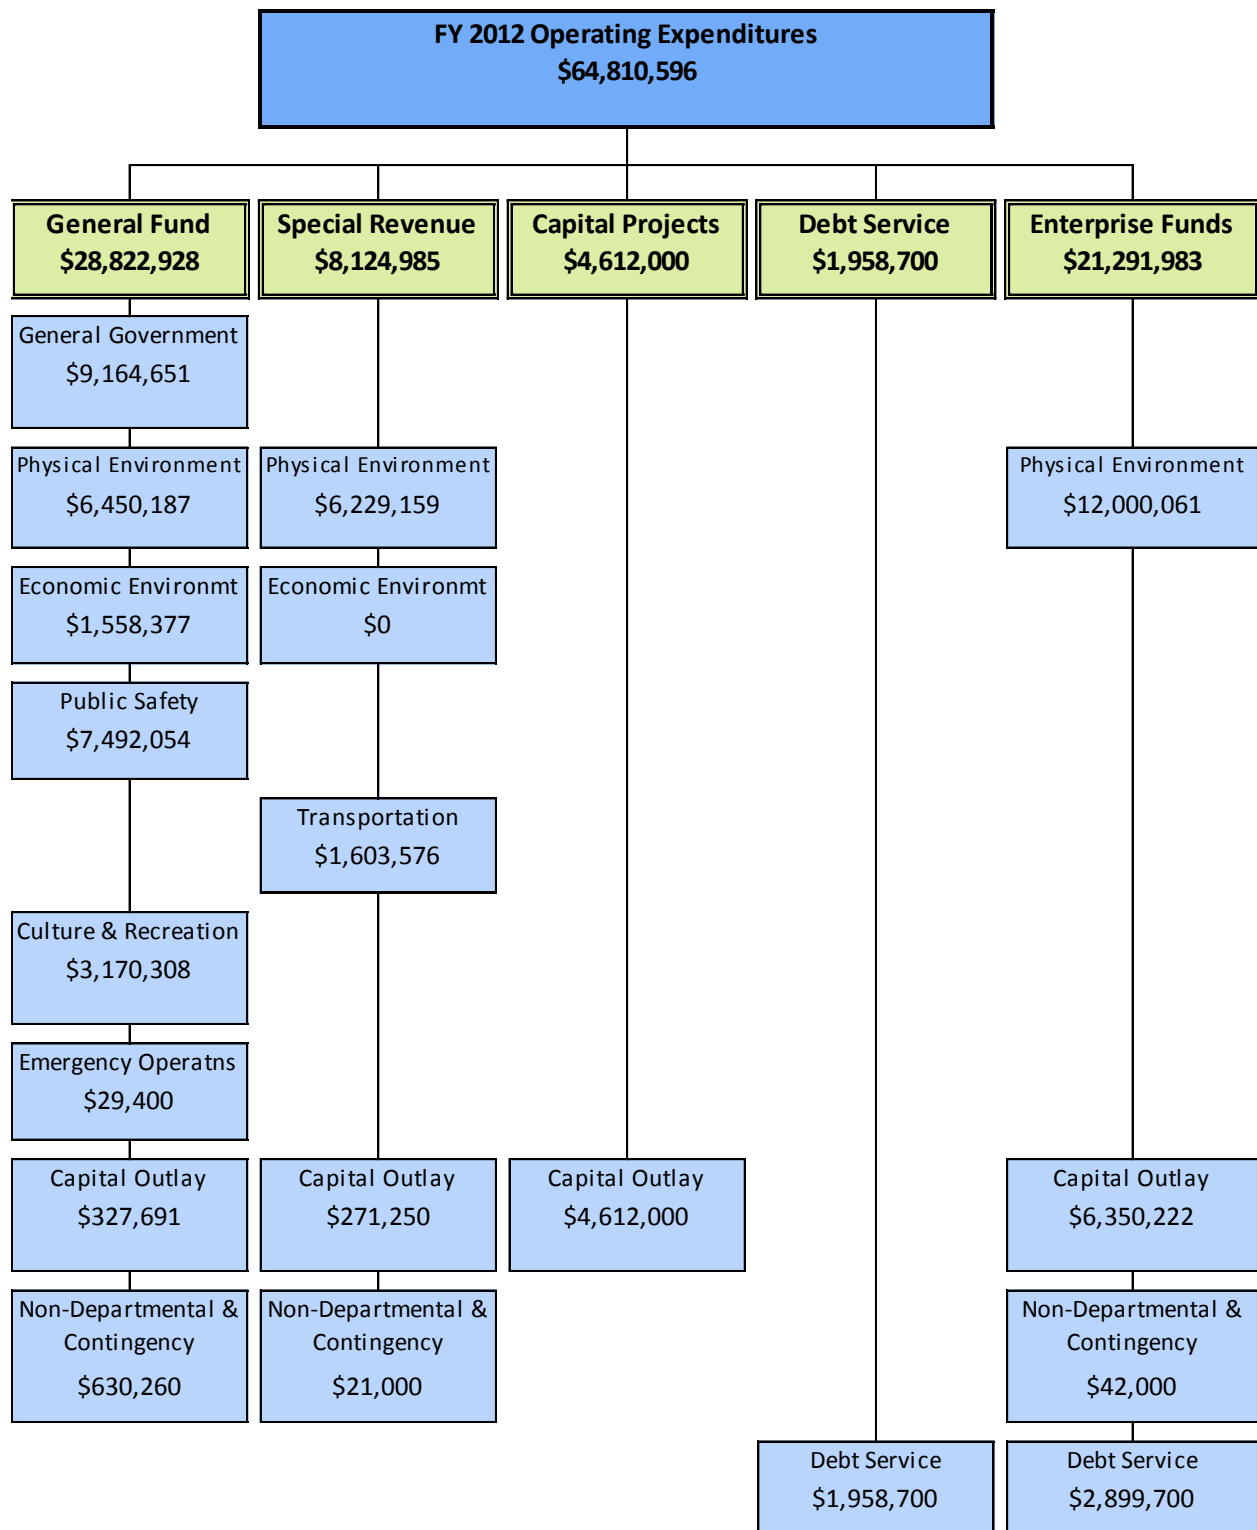 FY 2012 Operating Expenditures
$64,810,596
General Fund
$28,822,928
Special Revenue
$8,124,985
Capital Projects
$4,612,000
Debt Service
$1,958,700
Enterprise Funds
$21,291,983
General Government
$9,164,651
Physical Environment
$6,450,187
Physical Environment
$6,229,159
Physical Environment
$12,000,061
Economic Environmt
$1,558,377
Economic Environmt
$0
Public Safety
$7,492,054
Transportation
$1,603,576
Culture & Recreation
$3,170,308
Emergency Operatns
$29,400
Capital Outlay
$327,691
Capital Outlay
$271,250
Capital Outlay
$4,612,000
Capital Outlay
$6,350,222
Non-Departmental &
Contingency
$630,260
Non-Departmental &
Contingency
$21,000
Non-Departmental &
Contingency
$42,000
Debt Service
$1,958,700
Debt Service
$2,899,700